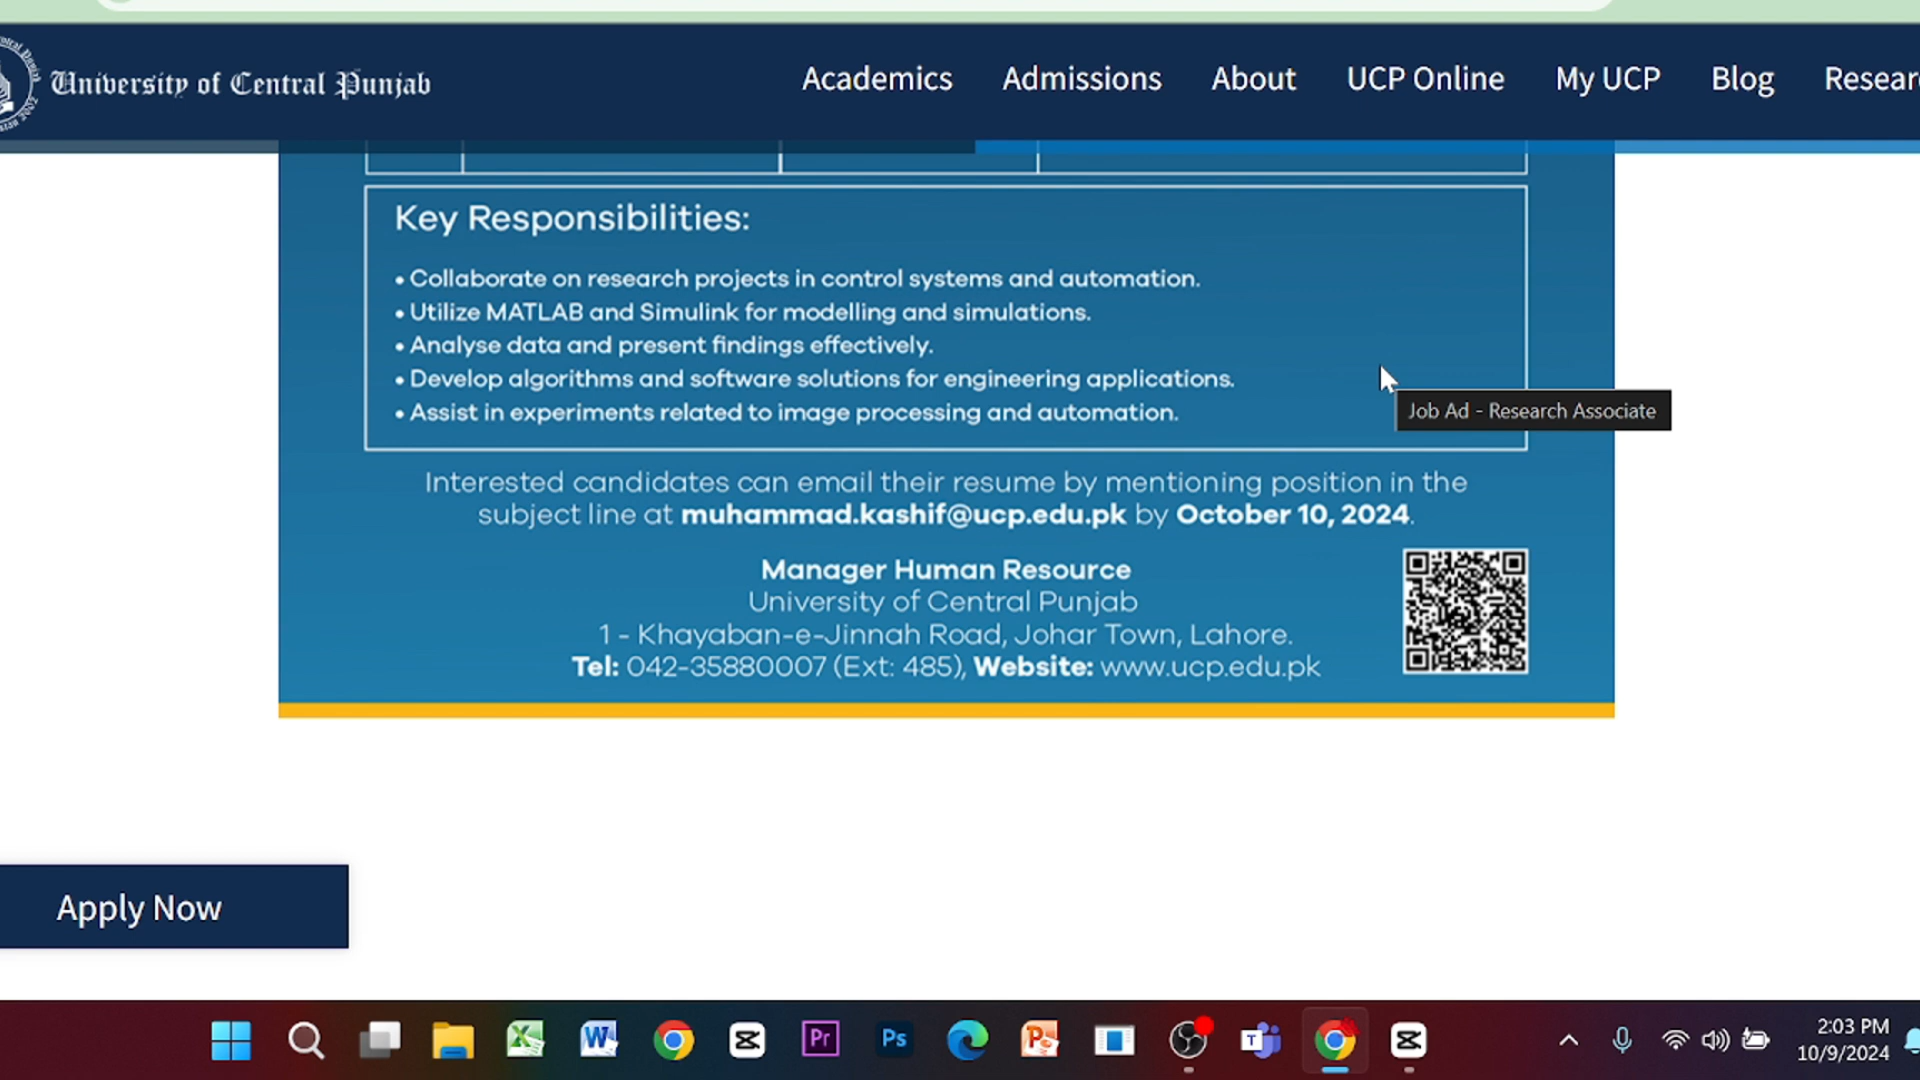 University of Central Punjab
Academics Admissions About UCP Online My UCP Blog Resear
Key Responsibilities:
• Collaborate on research projects in control systems and automation.
• Utilize MATLAB and Simulink for modelling and simulations.
• Analyse data and present findings effectively.
• Develop algorithms and software solutions for engineering applications.
• Assist in experiments related to image processing and automation.
Job Ad - Research Associate
Interested candidates can email their resume by mentioning position in the
subject line at muhammad.kashif@ucp.edu.pk by October 10, 2024.
Manager Human Resource
University of Central Punjab
1 - Khayaban-e-Jinnah Road, Johar Town, Lahore.
Tel: 042-35880007 (Ext: 485), Website: www.ucp.edu.pk
Apply Now
Pr
Ps
2:03 PM
10/9/2024